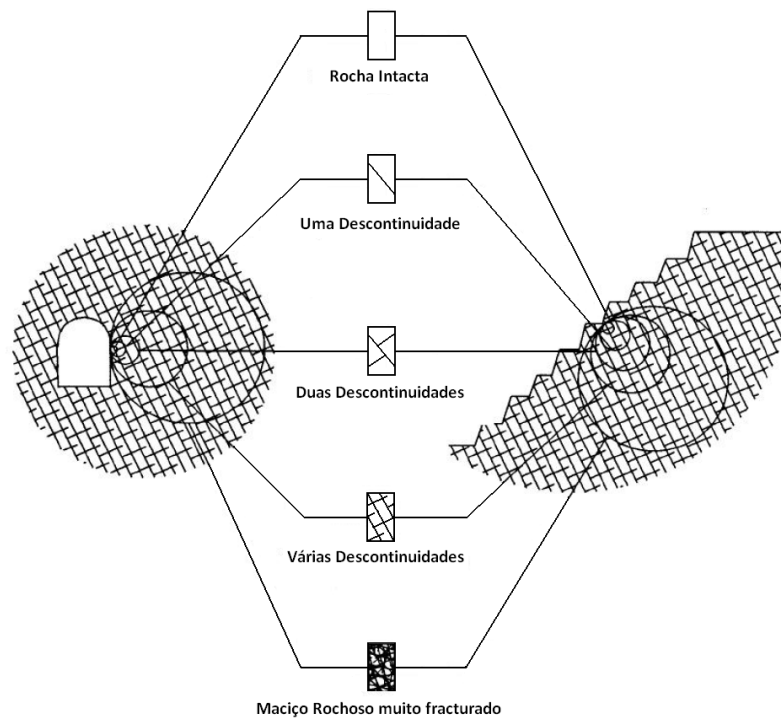 Rocha Intacta
Uma Descontinuidade
Duas Descontinuidades
Várias Descontinuidades
Maciço Rochoso muito fracturado